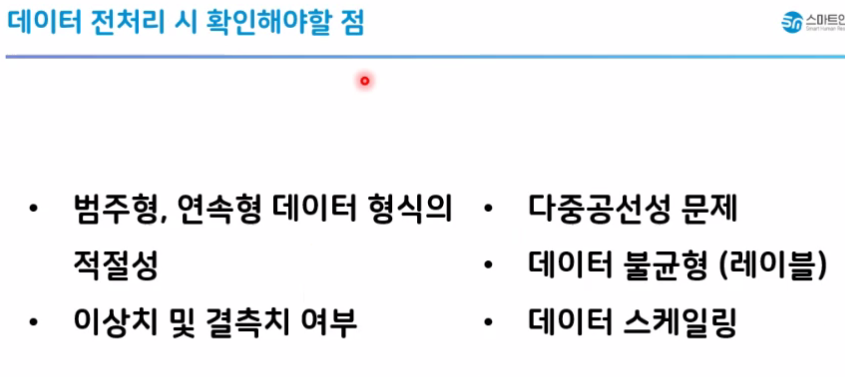 데이터 전처리 시 확인해야할 점
• 범주형, 연속형 데이터 형식의
적절성
• 이상치 및 결측치 여부
• 다중공선성 문제
• 데이터 불균형 (레이블)
• 데이터 스케일링